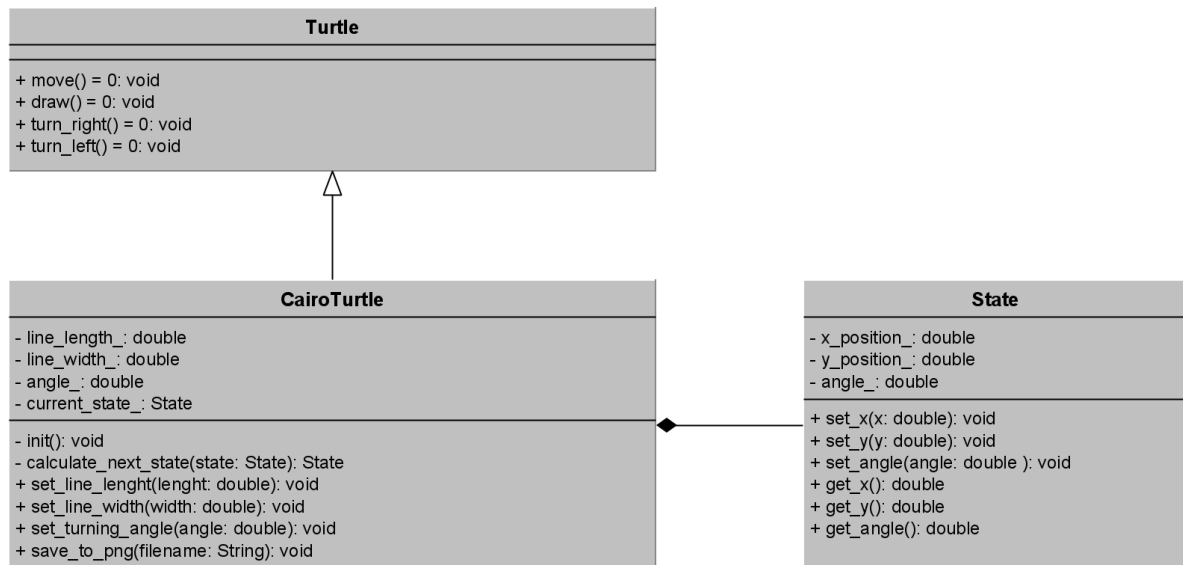 Turtle
+ move() = 0: void
+ draw() = 0: void
+ turn_right() = 0: void
+ turn_left() = 0: void
CairoTurtle
- line_length_: double
- line_width_: double
- angle_: double
- current_state_: State
- init(): void
- calculate_next_state(state: State): State
+ set_line_lenght(lenght: double): void
+ set_line_width(width: double): void
+ set_turning_angle(angle: double): void
+ save_to_png(filename: String): void
State
- x_position_: double
- y_position_: double
- angle_: double
+ set_x(x: double): void
+ set_y(y: double): void
+ set_angle(angle: double ): void
+ get_x(): double
+ get_y(): double
+ get_angle(): double